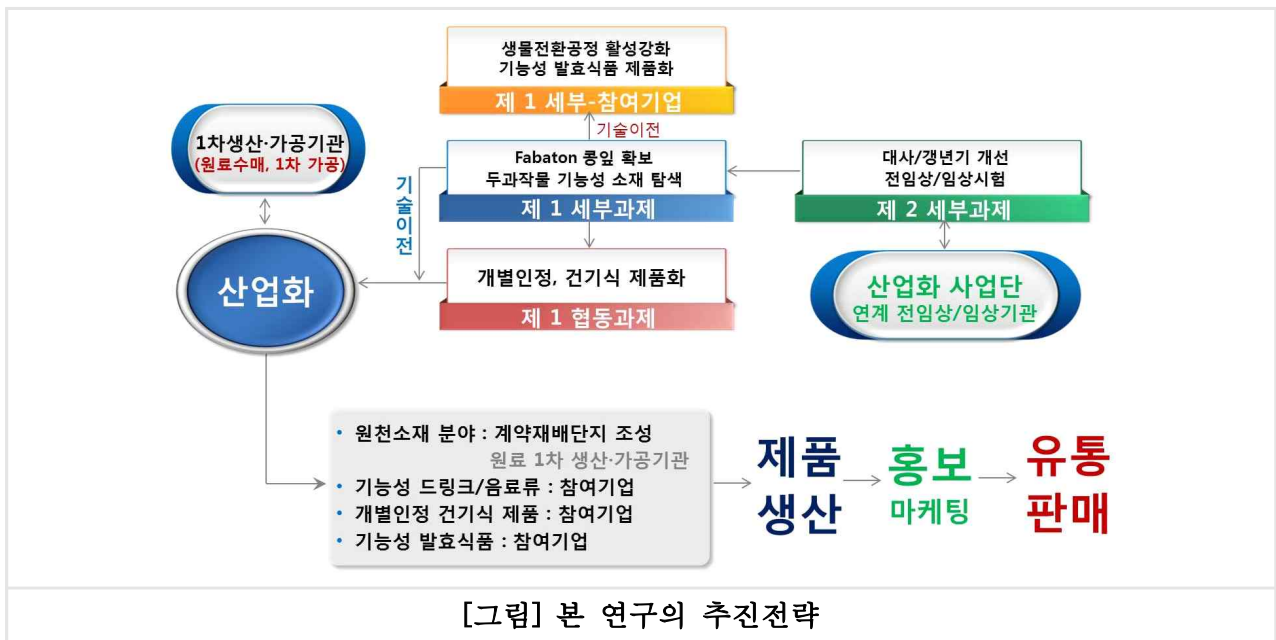 생물전환공정 활성강화
기능성 발효식품 제품화
제 1 세부-참여기업
기술이전
1차생산·가공기관
(원료수매, 1차 가공)
Fabaton 콩잎 확보
두과작물 기능성 소재 탐색
제 1 세부과제
대사/갱년기 개선
전임상/임상시험
제 2 세부과제
기술이전
산업화
개별인정, 건기식 제품화
제 1 협동과제
산업화 사업단
연계 전임상/임상기관
• 원천소재 분야 : 계약재배단지 조성
원료 1차 생산·가공기관
• 기능성 드링크/음료류 : 참여기업
• 개별인정 건기식 제품 : 참여기업
• 기능성 발효식품 : 참여기업
제품
생산
홍보
마케팅
유통
판매
[그림] 본 연구의 추진전략